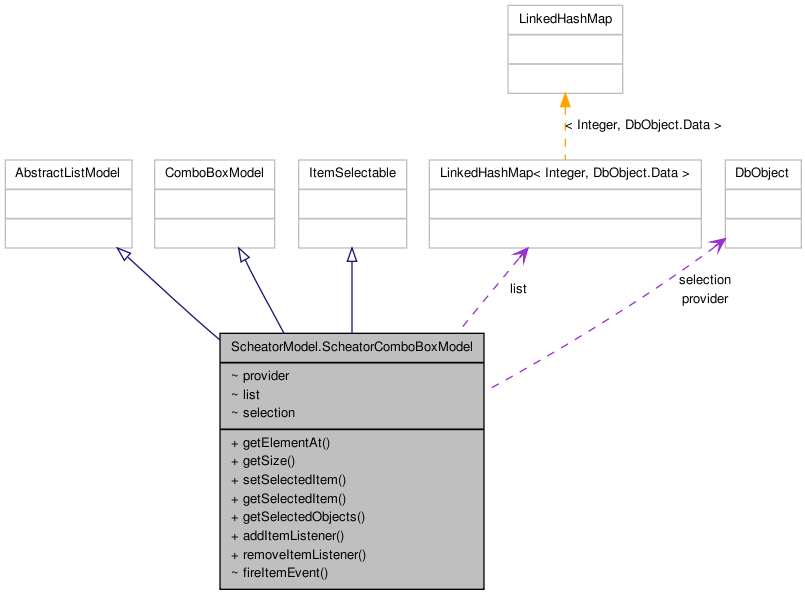 LinkedHashMap
< Integer, DbObject.Data >
AbstractListModel
ComboBoxModel
ItemSelectable
LinkedHashMap< Integer, DbObject.Data >
DbObject
list
selection
provider
ScheatorModel.ScheatorComboBoxModel
~ provider
~ list
~ selection
+ getElementAt()
+ getSize()
+ setSelectedItem()
+ getSelectedItem()
+ getSelectedObjects()
+ addItemListener()
+ removeItemListener()
~ fireItemEvent()